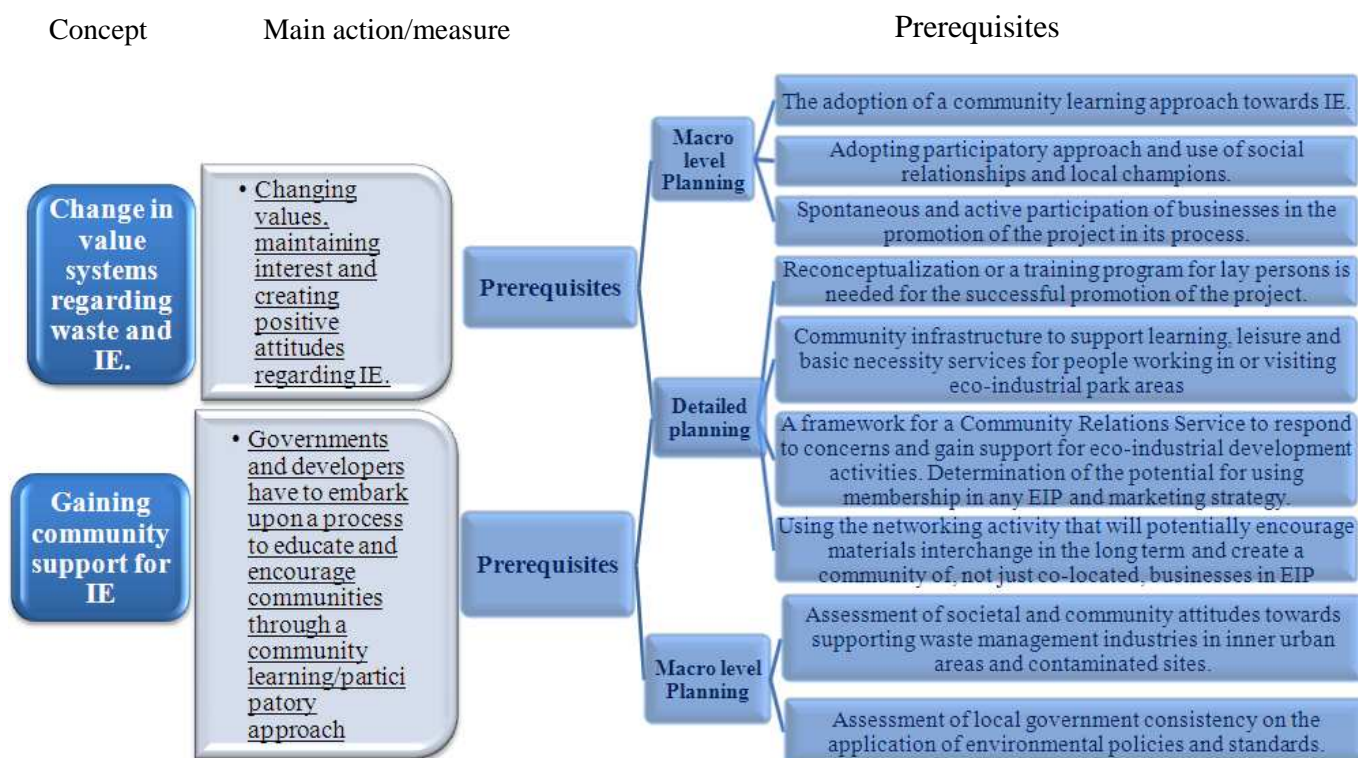 Concept
Main action/measure
Prerequisites
Change in
value
systems
regarding
waste and
IE.
• Changing
values,
maintaining
interest and
creating
positive
attitudes
regarding IE.
Prerequisites
Macro
level
Planning
The adoption of a community learning approach towards IE.
Adopting participatory approach and use of social
relationships and local champions.
Spontaneous and active participation of businesses in the
promotion of the project in its process.
Detailed
planning
Reconceptualization or a training program for lay persons is
needed for the successful promotion of the project.
Community infrastructure to support learning, leisure and
basic necessity services for people working in or visiting
eco-industrial park areas
A framework for a Community Relations Service to respond
to concerns and gain support for eco-industrial development
activities. Determination of the potential for using
membership in any EIP and marketing strategy.
Using the networking activity that will potentially encourage
materials interchange in the long term and create a
community of, not just co-located, businesses in EIP
Gaining
community
support for
IE
• Governments
and developers
have to embark
upon a process
to educate and
encourage
communities
through a
community
learning/partici
patory
approach
Prerequisites
Macro level
Planning
Assessment of societal and community attitudes towards
supporting waste management industries in inner urban
areas and contaminated sites.
Assessment of local government consistency on the
application of environmental policies and standards.